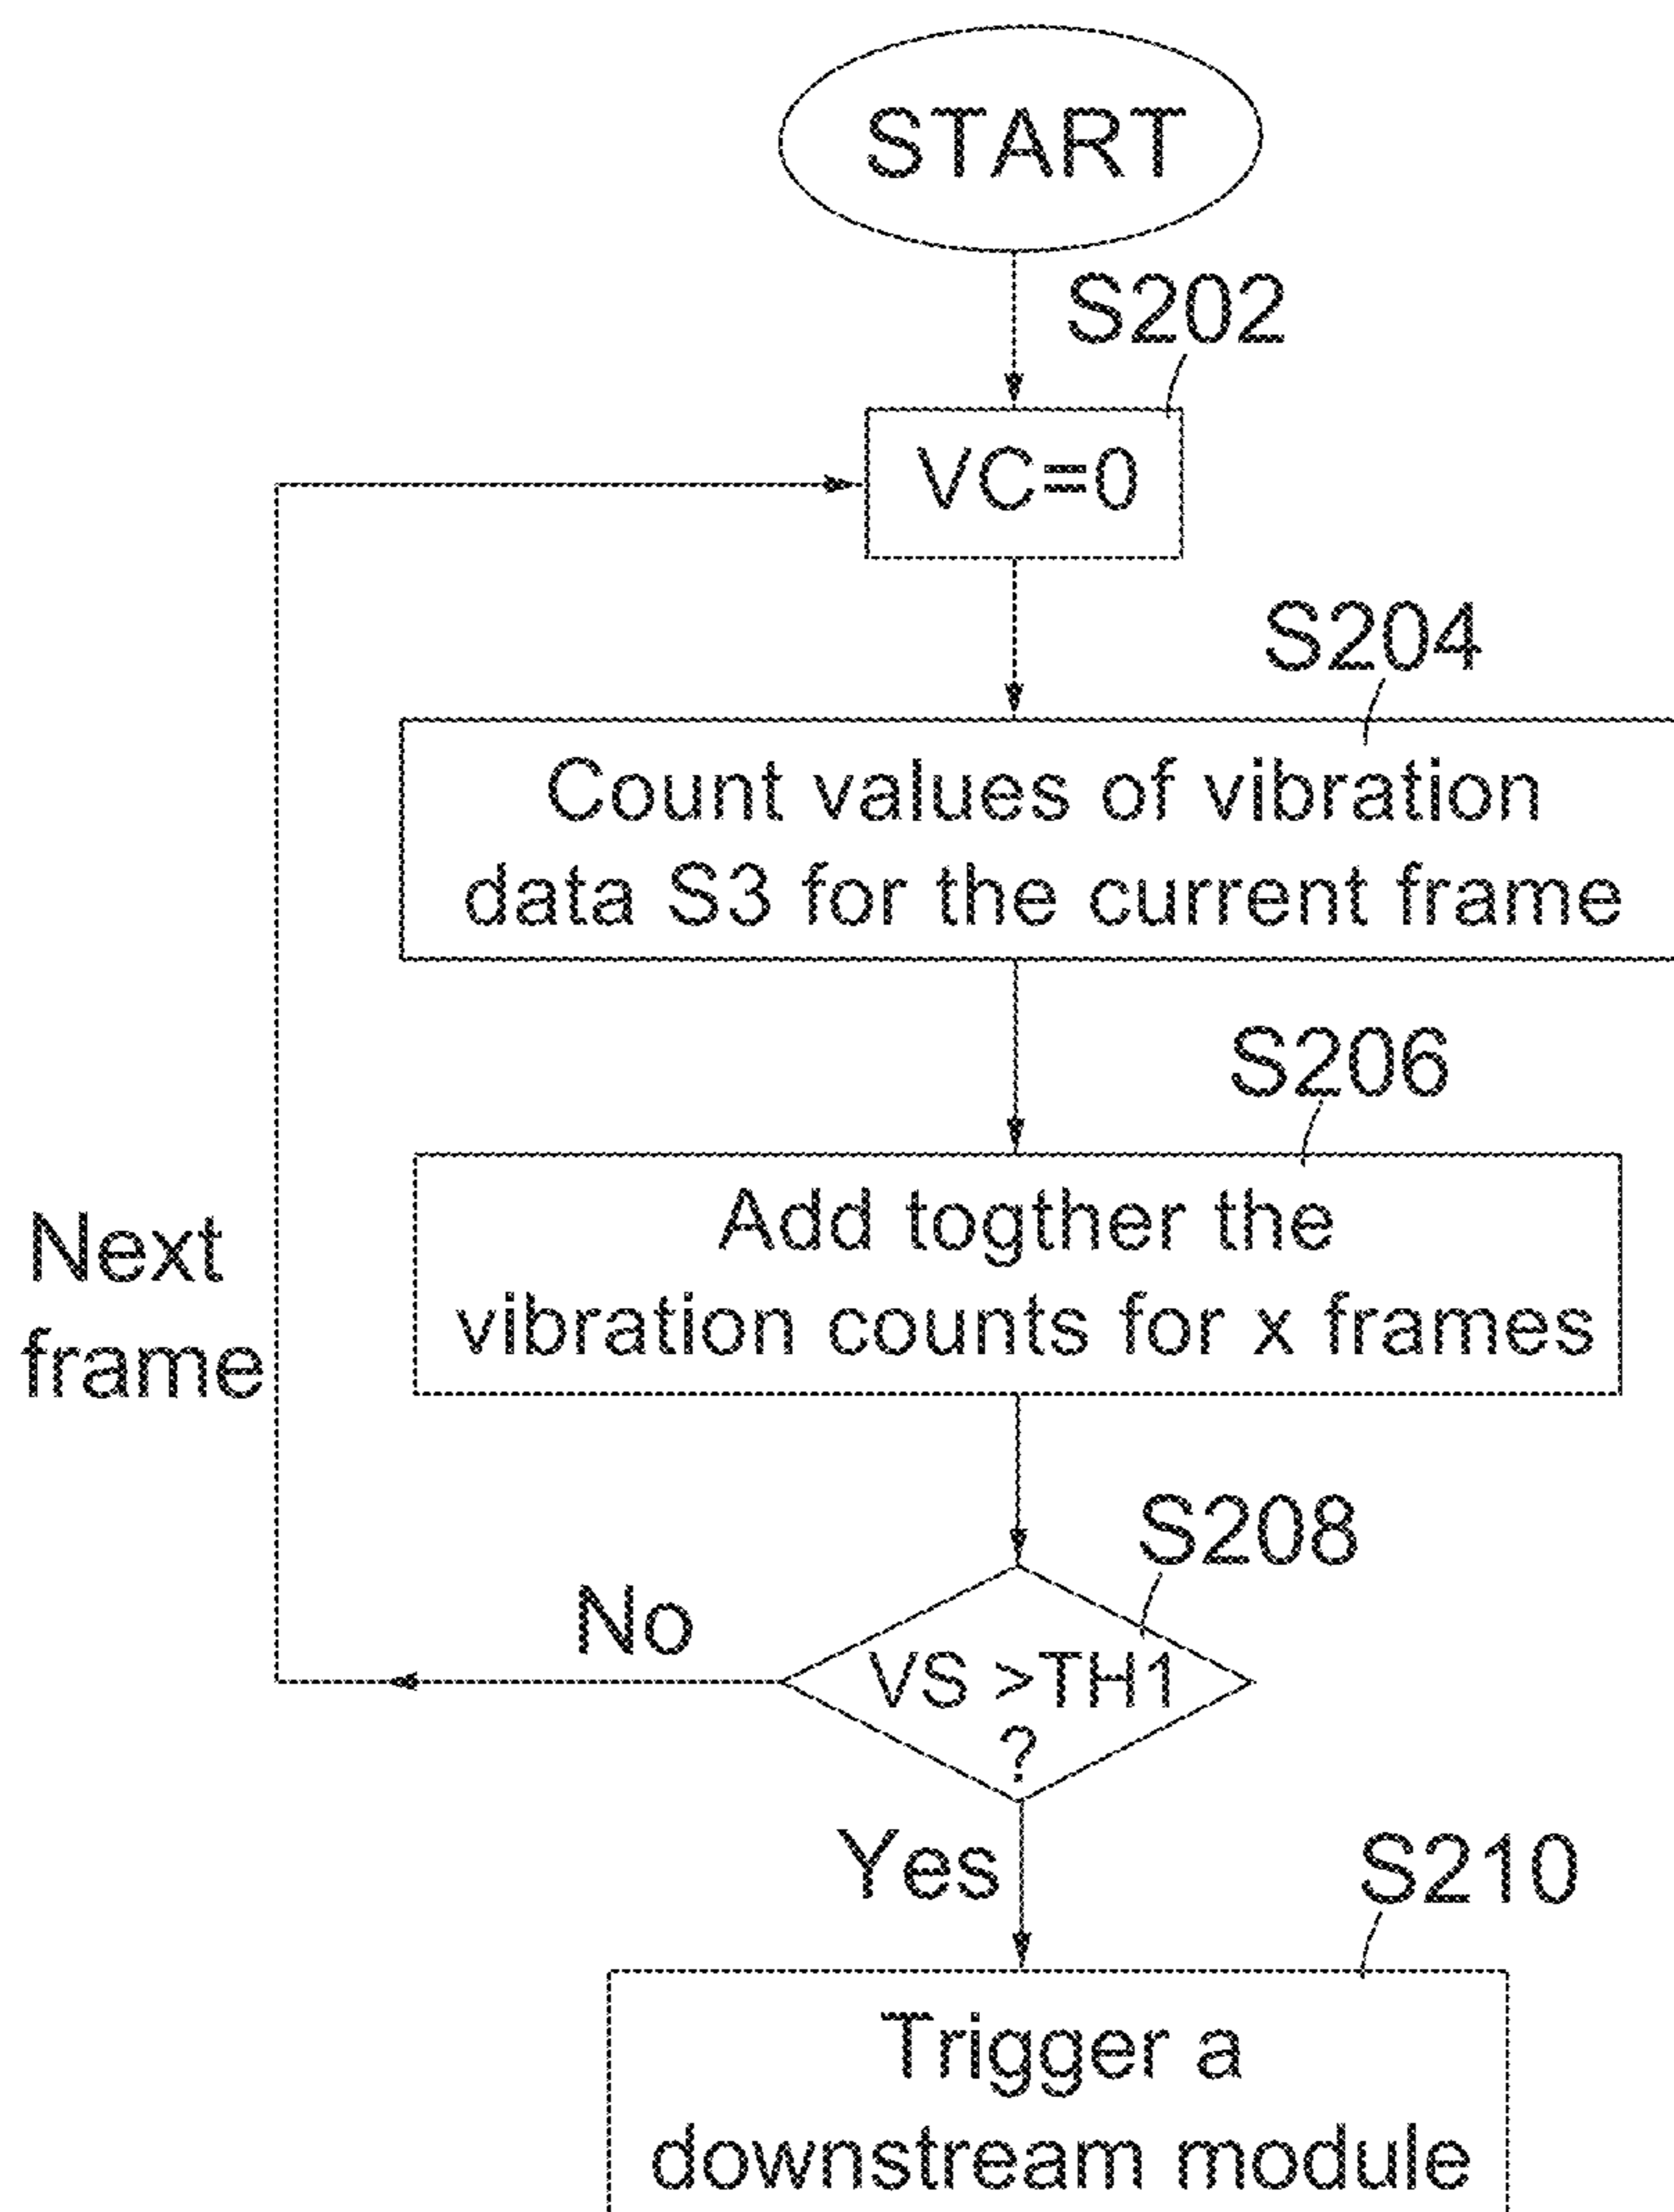 START
S202
VC=0
S204
Count values of vibration
data S3 for the current frame
S206
Add togther the
vibration counts for x frames
Next
frame
S208
No
VS >TH1
?
Yes
S210
Trigger a
downstream module